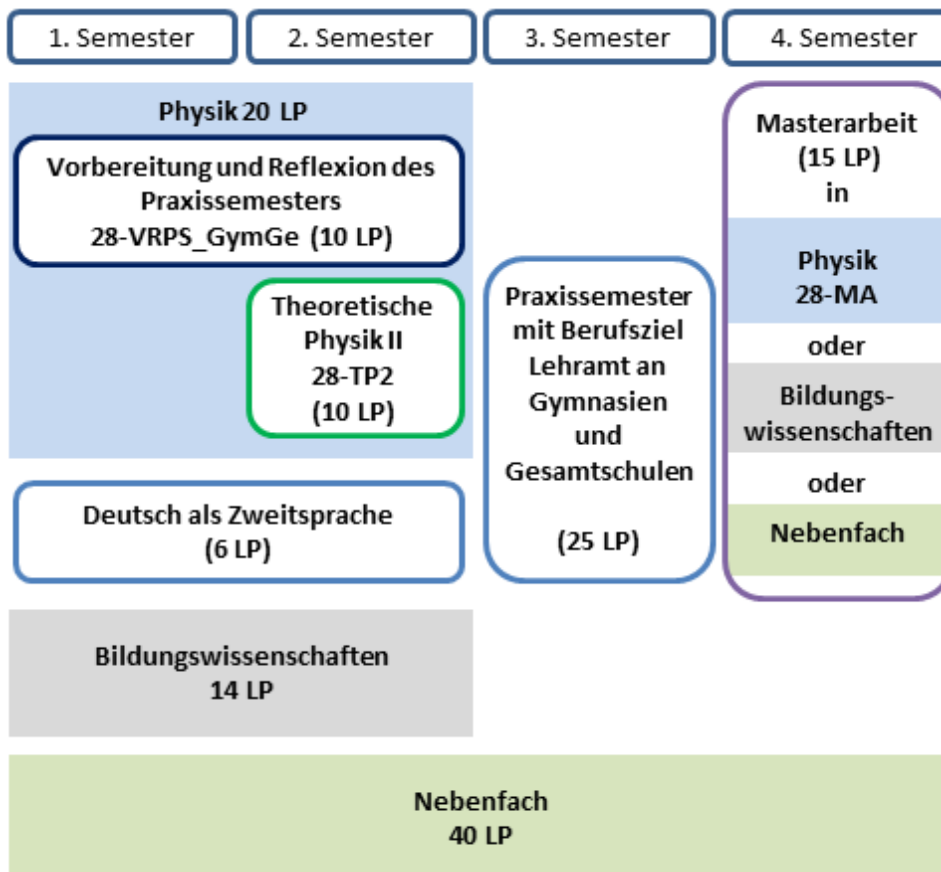 1. Semester
2. Semester
3. Semester
4. Semester
Physik 20 LP
Vorbereitung und Reflexion des
Praxissemesters
28-VRPS_GymGe (10 LP)
Theoretische
Physik II
28-TP2
(10 LP)
Deutsch als Zweitsprache
(6 LP)
Bildungswissenschaften
14 LP
Praxissemester
mit Berufsziel
Lehramt an
Gymnasien
und
Gesamtschulen
(25 LP)
Masterarbeit
(15 LP)
in
Physik
28-MA
oder
Bildungs-
wissenschaften
oder
Nebenfach
Nebenfach
40 LP